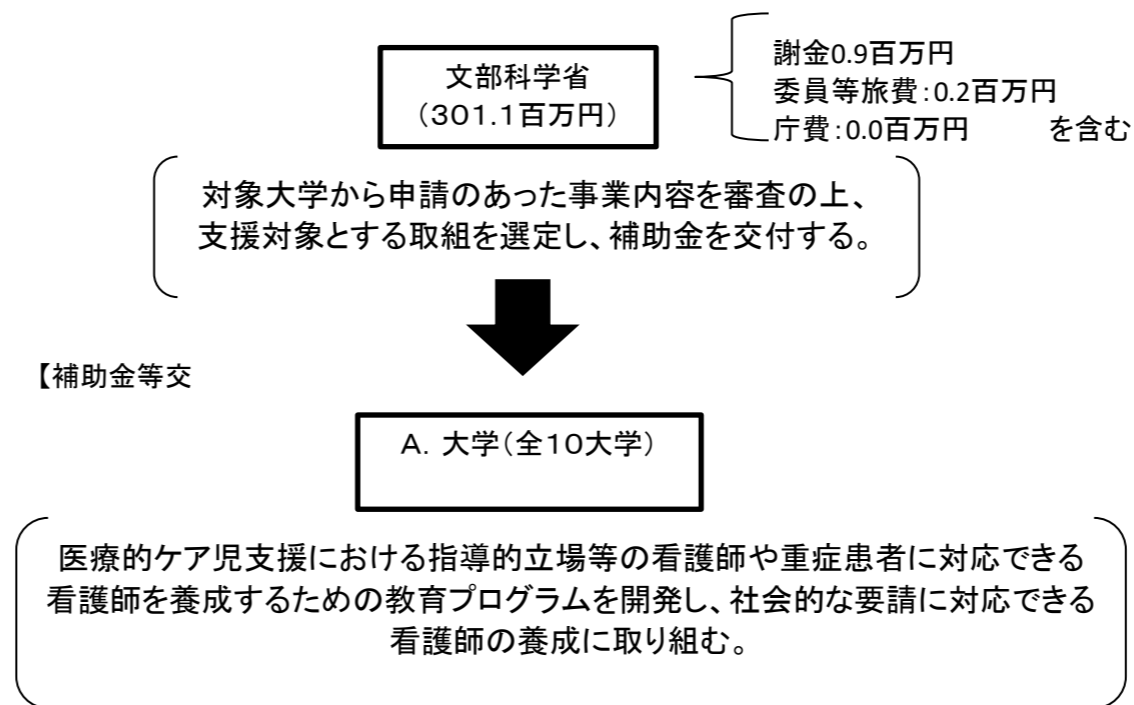 文部科学省
（３０１.１百万円）
謝金0.9百万円
委員等旅費：0.2百万円
庁費：0.0百万円　　　を含む
対象大学から申請のあった事業内容を審査の上、
支援対象とする取組を選定し、補助金を交付する。
【補助金等交
Ａ．大学（全１０大学）
医療的ケア児支援における指導的立場等の看護師や重症患者に対応できる
看護師を養成するための教育プログラムを開発し、社会的な要請に対応できる
看護師の養成に取り組む。